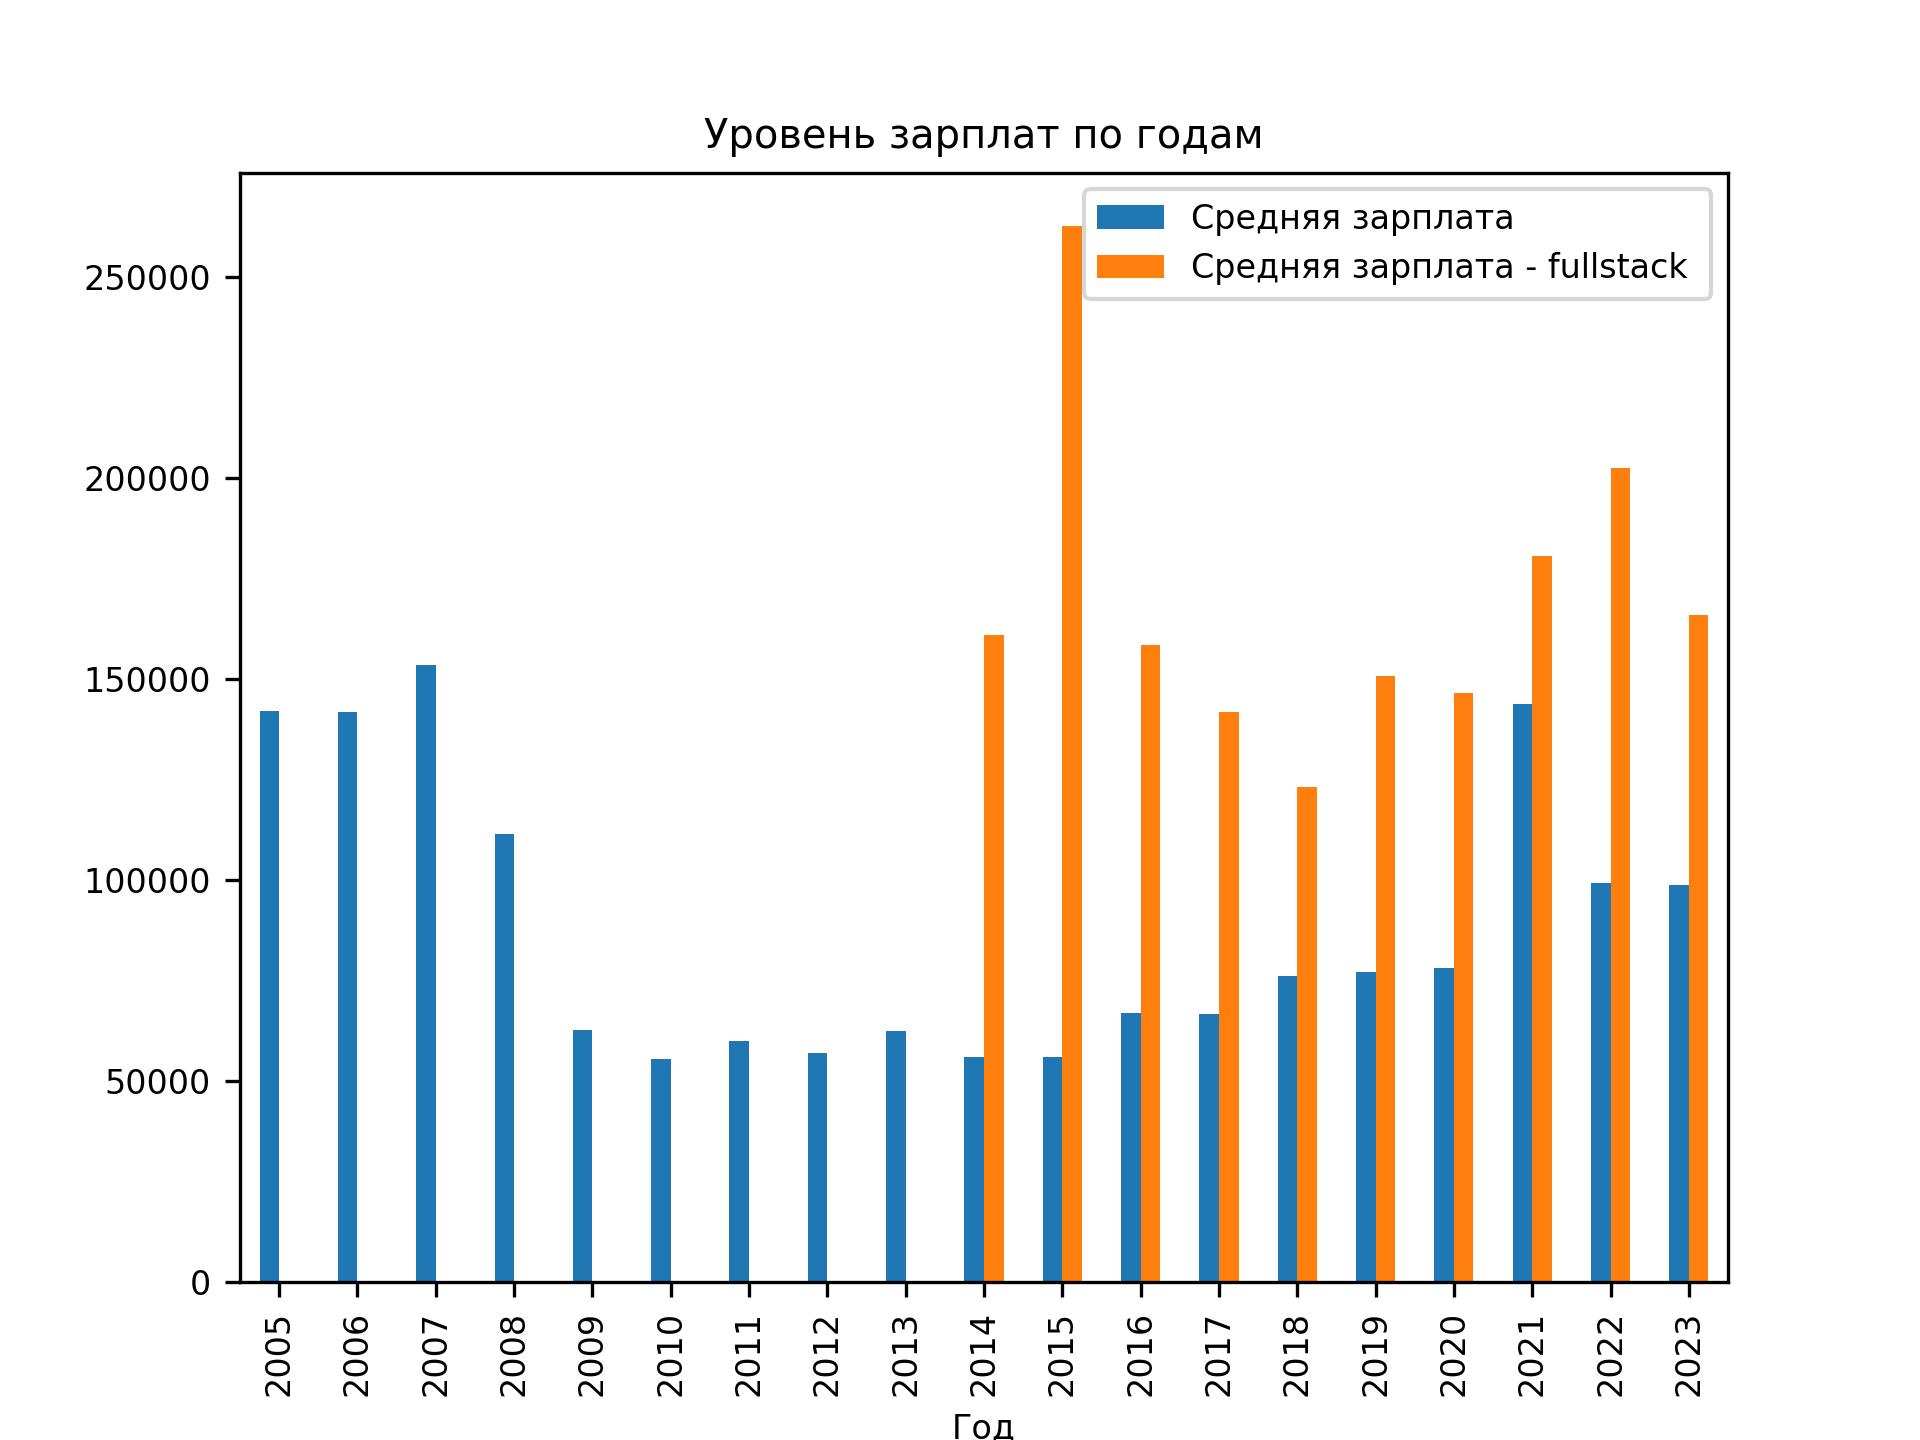 Уровень зарплат по годам
Средняя зарплата
Средняя зарплата - fullstack
250000
200000
150000
100000
50000
0
2005 2006 2007 2008 2009 2010 2011 2012 2013 2014 2015 2016 2017 2018 2019 2020 2021 2022 2023
Год